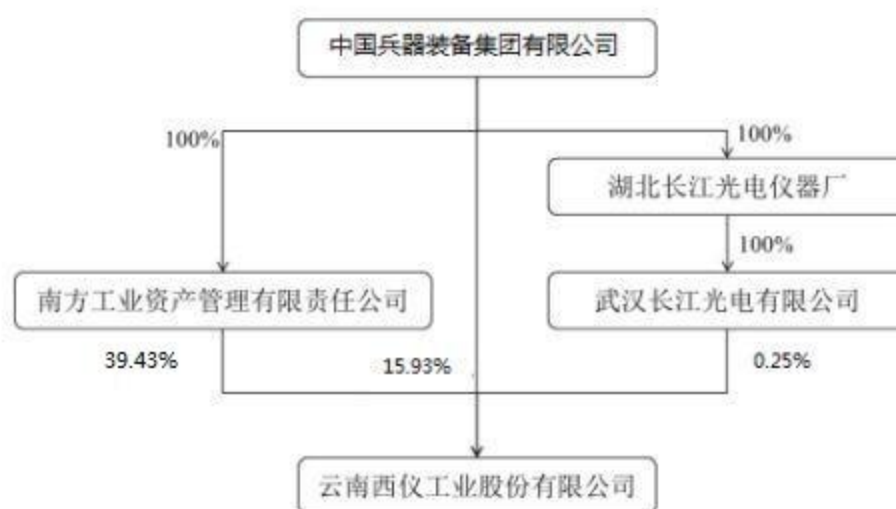 中国兵器装备集团有限公司
100%
100%
湖北长江光电仪器厂
100%
南方工业资产管理有限责任公司
武汉长江光电有限公司
39.43%
15.93%
0.25%
云南西仪工业股份有限公司